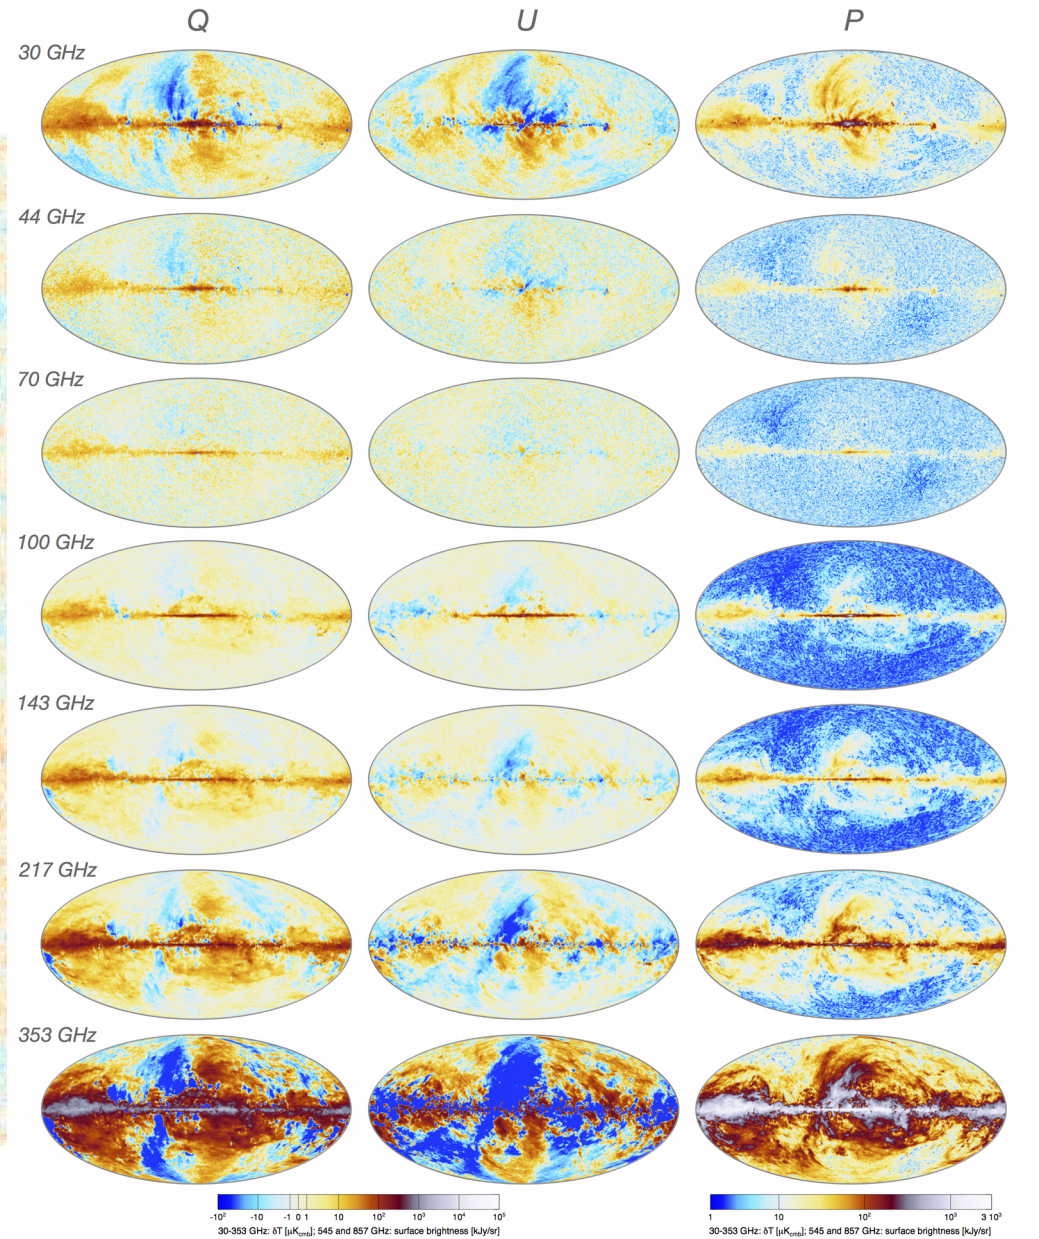 Q U P
30 GHz
44 GHz
70 GHz
100 GHz
143 GHz
217 GHz
353 GHz
-10² -10 -1 0 1 10 10² 10³ 10⁴ 10⁵
30-353 GHz: δT [μK_cmb]; 545 and 857 GHz: surface brightness [kJy/sr]
1 10 10² 10³ 3 10³
30-353 GHz: δT [μK_cmb]; 545 and 857 GHz: surface brightness [kJy/sr]